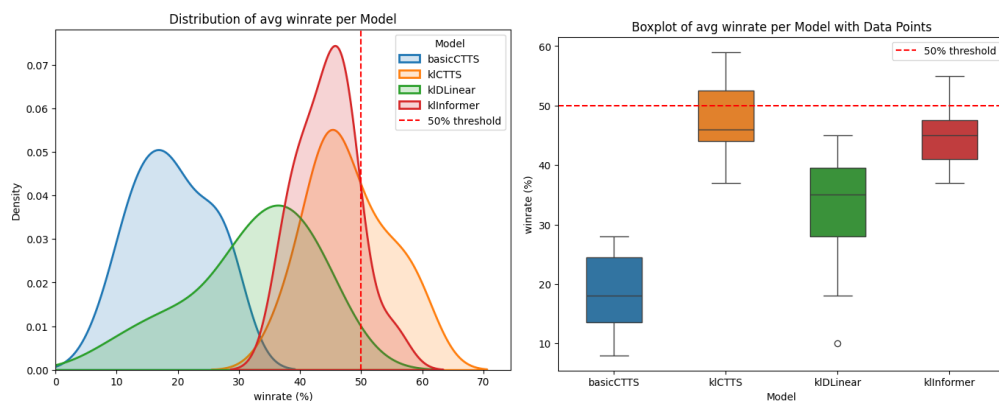 Distribution of avg winrate per Model
Model
basicCTTS
klCTTS
klDLinear
klInformer
50% threshold
0.07
0.06
0.05
0.04
0.03
0.02
0.01
0.00
Density
0
10
20
30
40
50
60
70
winrate (%)
Boxplot of avg winrate per Model with Data Points
50% threshold
60
50
40
30
20
10
winrate (%)
basicCTTS
klCTTS
klDLinear
klInformer
Model